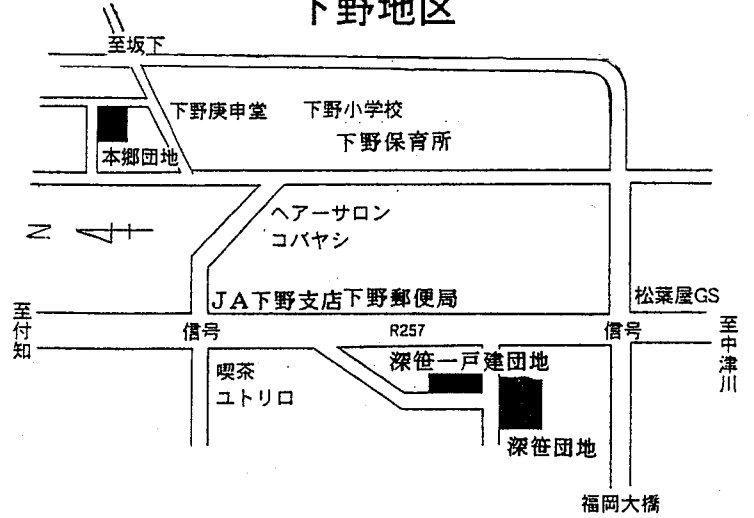 下野地区
至坂下
下野庚申堂
下野小学校
下野保育所
本郷団地
N
ヘアーサロン
コバヤシ
JA下野支店
下野郵便局
松葉屋GS
至付知
信号
R257
信号
至中津川
深笹一戸建団地
喫茶
ユトリロ
深笹団地
福岡大橋